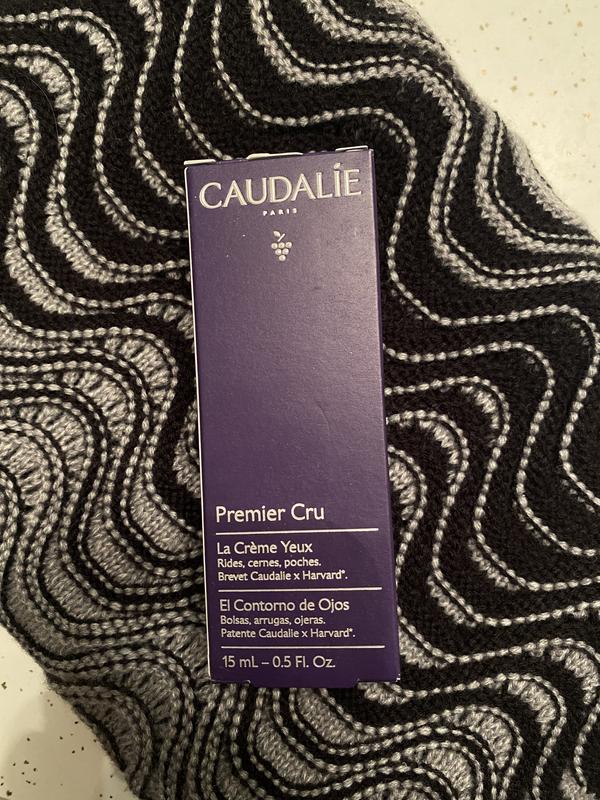 CAUDALÍE
PARIS
Premier Cru
La Crème Yeux
Rides, cernes, poches.
Brevet Caudalie x Harvard*.
El Contorno de Ojos
Bolsas, arrugas, ojeras.
Patente Caudalie x Harvard*.
15 mL – 0.5 Fl. Oz.